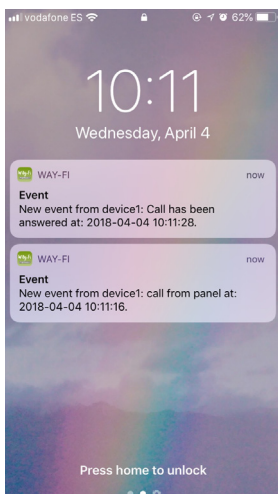 vodafone ES 62%
10:11
Wednesday, April 4
WAY-FI now
Event
New event from device1: Call has been
answered at: 2018-04-04 10:11:28.
WAY-FI now
Event
New event from device1: call from panel at:
2018-04-04 10:11:16.
Press home to unlock